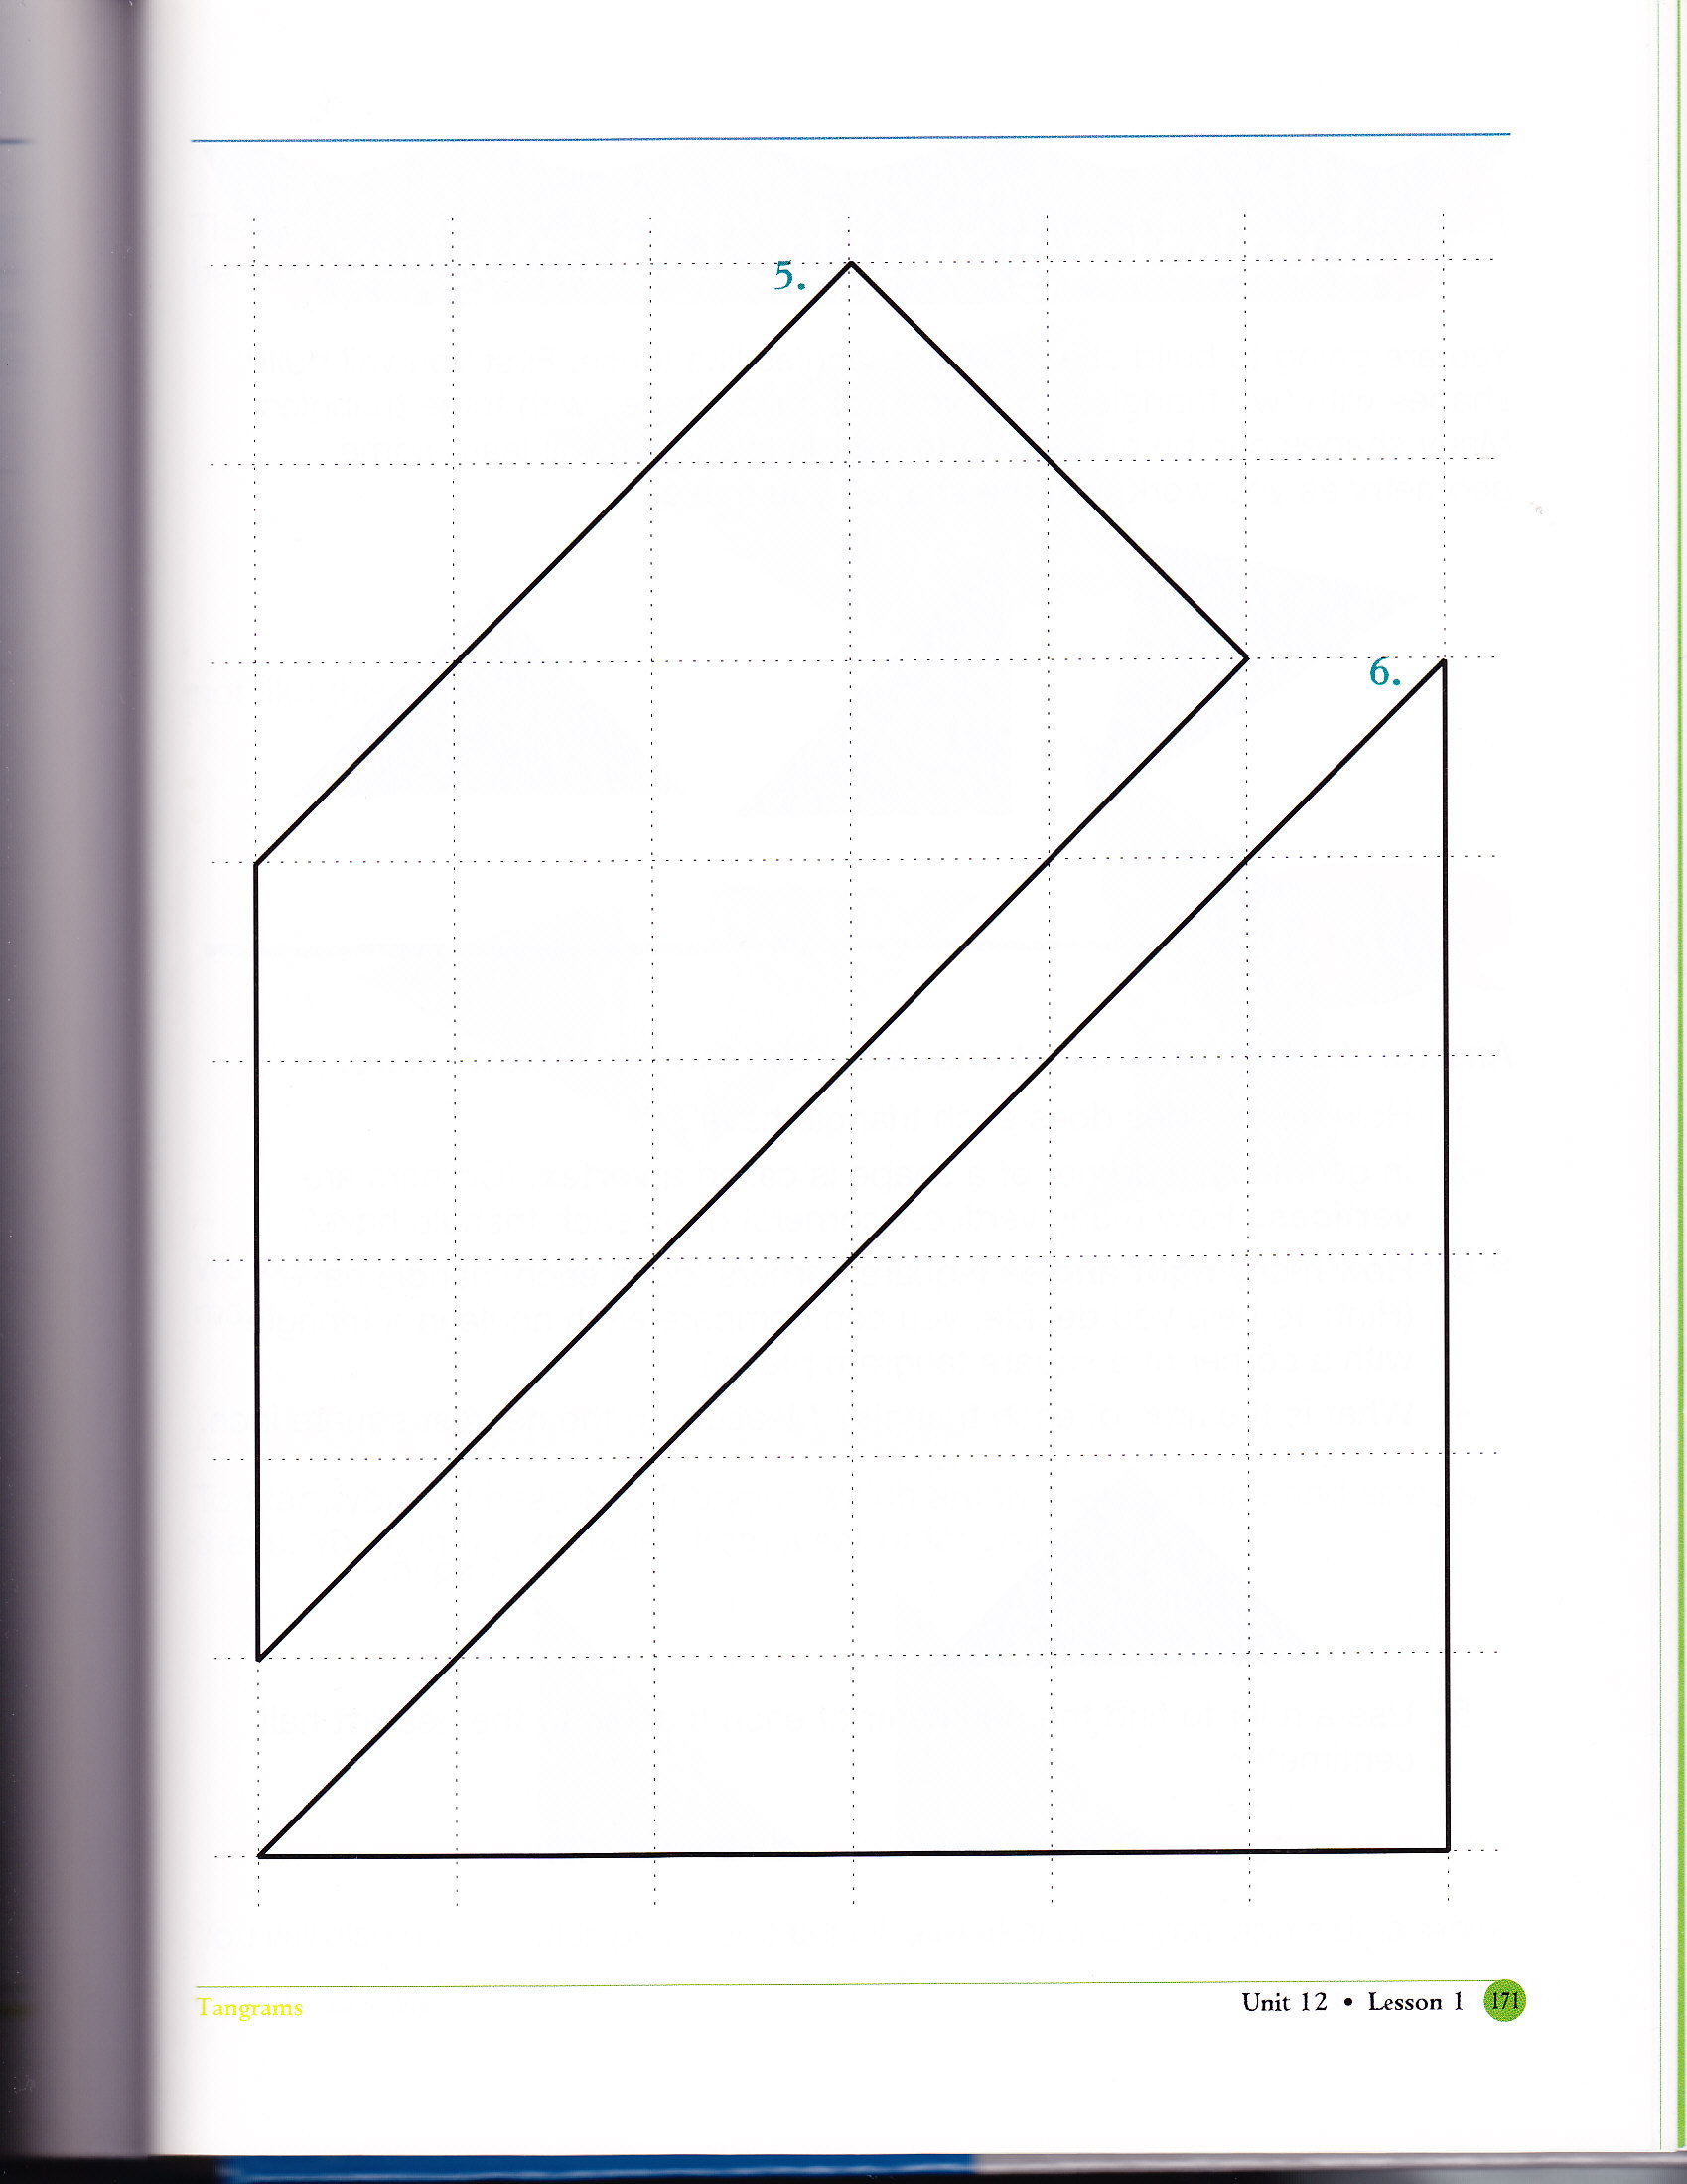 5.
6.
Tangrams
Unit 12 • Lesson 1 171